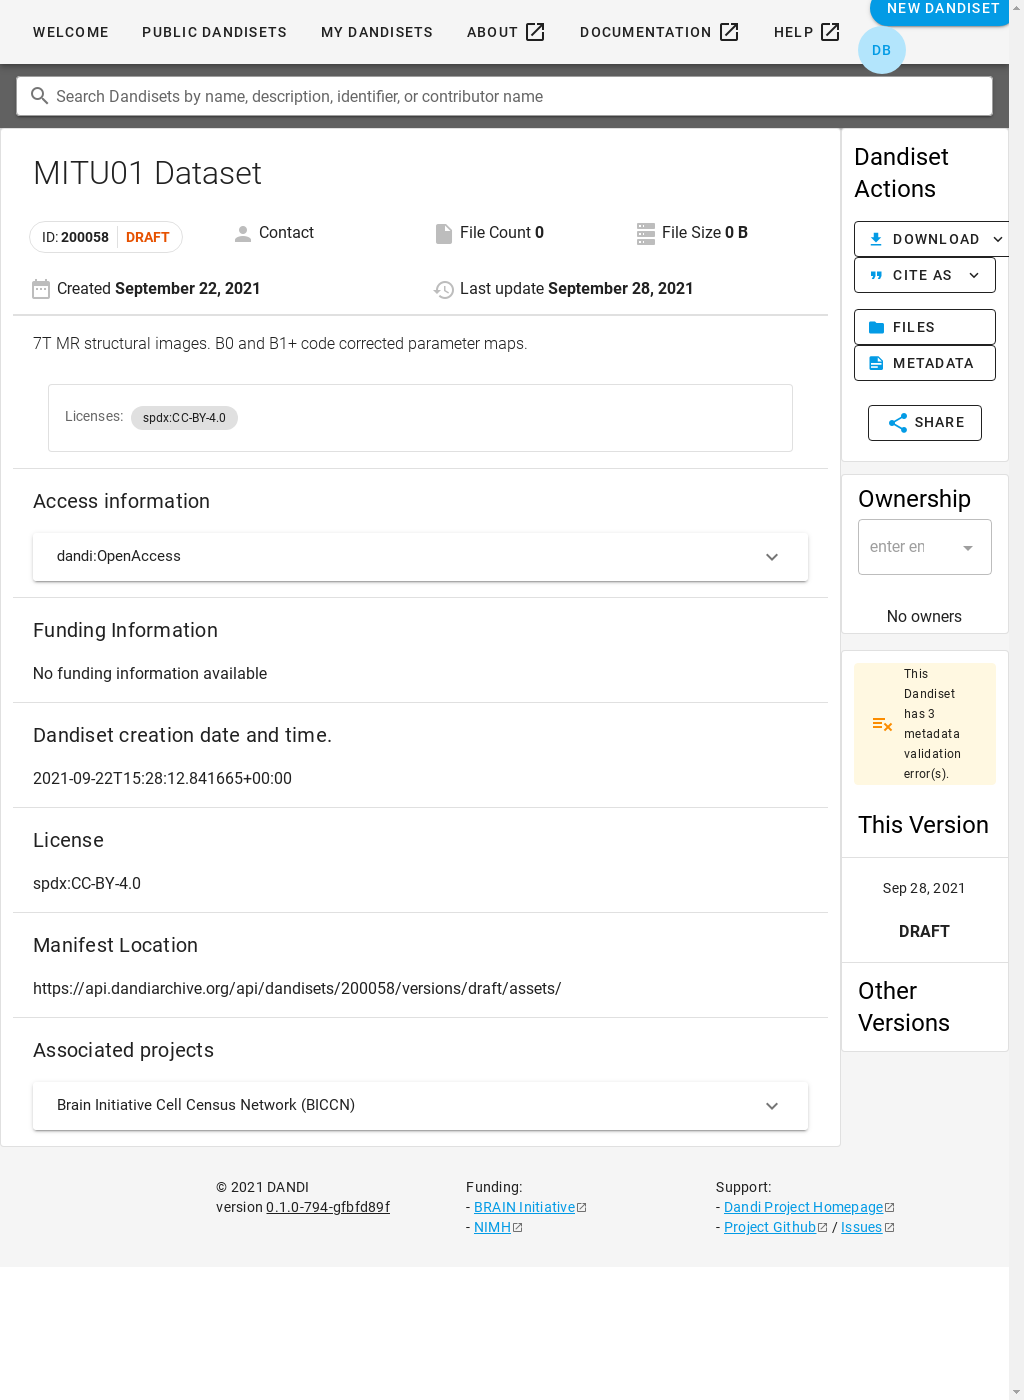 WELCOME PUBLIC DANDISETS MY DANDISETS ABOUT DOCUMENTATION HELP NEW DANDISET
DB
Search Dandisets by name, description, identifier, or contributor name
MITU01 Dataset
ID: 200058 DRAFT Contact File Count 0 File Size 0 B
Created September 22, 2021 Last update September 28, 2021
7T MR structural images. B0 and B1+ code corrected parameter maps.
Licenses: spdx:CC-BY-4.0
Access information
dandi:OpenAccess
Funding Information
No funding information available
Dandiset creation date and time.
2021-09-22T15:28:12.841665+00:00
License
spdx:CC-BY-4.0
Manifest Location
https://api.dandiarchive.org/api/dandisets/200058/versions/draft/assets/
Associated projects
Brain Initiative Cell Census Network (BICCN)
Dandiset
Actions
DOWNLOAD
CITE AS
FILES
METADATA
SHARE
Ownership
enter en
No owners
This
Dandiset
has 3
metadata
validation
error(s).
This Version
Sep 28, 2021
DRAFT
Other
Versions
© 2021 DANDI
version 0.1.0-794-gfbfd89f
Funding:
- BRAIN Initiative
- NIMH
Support:
- Dandi Project Homepage
- Project Github / Issues